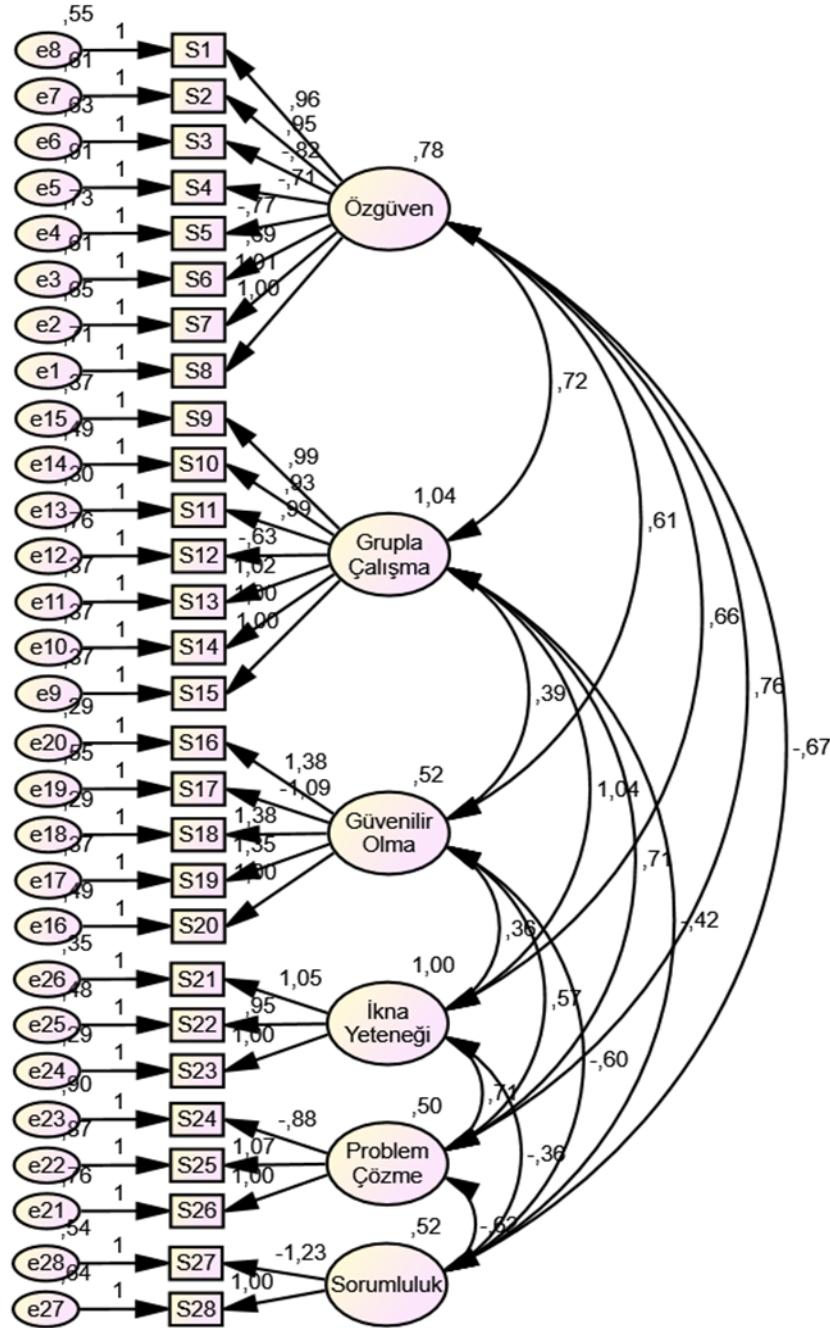 ,55
e8
1
S1
,61
e7
1
S2
,63
e6
1
S3
,91
e5
1
S4
,73
e4
1
S5
,61
e3
1
S6
,65
e2
1
S7
,71
e1
1
S8
,96
,95
-,82
-,71
-,77
1,01
1,00
,78
Özgüven
,37
e15
1
S9
,49
e14
1
S10
,30
e13
1
S11
,76
e12
1
S12
,37
e11
1
S13
,37
e10
1
S14
,37
e9
1
S15
,99
,93
,99
-,63
1,02
1,00
1,00
1,04
Grupla
Çalışma
,29
e20
1
S16
,55
e19
1
S17
,29
e18
1
S18
,37
e17
1
S19
,49
e16
1
S20
1,38
-1,09
1,38
1,35
1,00
,52
Güvenilir
Olma
,35
e26
1
S21
,48
e25
1
S22
,29
e24
1
S23
1,05
,95
1,00
1,00
İkna
Yeteneği
,90
e23
1
S24
,87
e22
1
S25
,76
e21
1
S26
-,88
1,07
1,00
,50
Problem
Çözme
,54
e28
1
S27
,64
e27
1
S28
-1,23
1,00
,52
Sorumluluk
,72
,61
,66
,76
-,67
,39
1,04
,71
-,42
,36
,57
-,60
,71
-,36